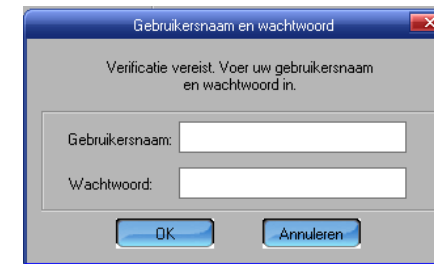 Gebruikersnaam en wachtwoord
Verificatie vereist. Voer uw gebruikersnaam
en wachtwoord in.
Gebruikersnaam:
Wachtwoord:
OK
Annuleren